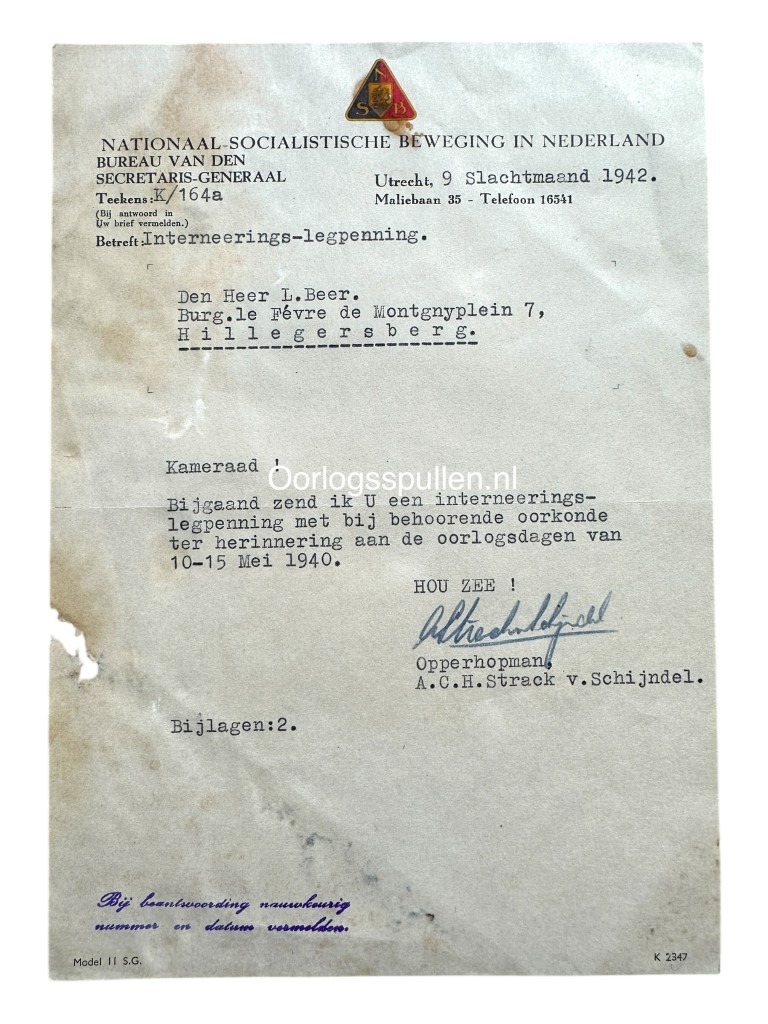 N
S B
NATIONAAL-SOCIALISTISCHE BEWEGING IN NEDERLAND
BUREAU VAN DEN
SECRETARIS-GENERAAL
Utrecht, 9 Slachtmaand 1942.
Teekens: K/164a
Maliebaan 35 - Telefoon 16541
(Bij antwoord in
Uw brief vermelden.)
Betreft: Interneerings-legpenning.
Den Heer L.Beer.
Burg.le Févre de Montgnyplein 7,
Hillegersberg.
Kameraad !
Oorlogsspullen.nl
Bijgaand zend ik U een interneerings-
legpenning met bij behoorende oorkonde
ter herinnering aan de oorlogsdagen van
10-15 Mei 1940.
HOU ZEE !
AStrackvSchijndel
Opperhopman,
A.C.H.Strack v.Schijndel.
Bijlagen:2.
Bij beantwoording nauwkeurig
nummer en datum vermelden.
Model 11 S.G.
K 2347